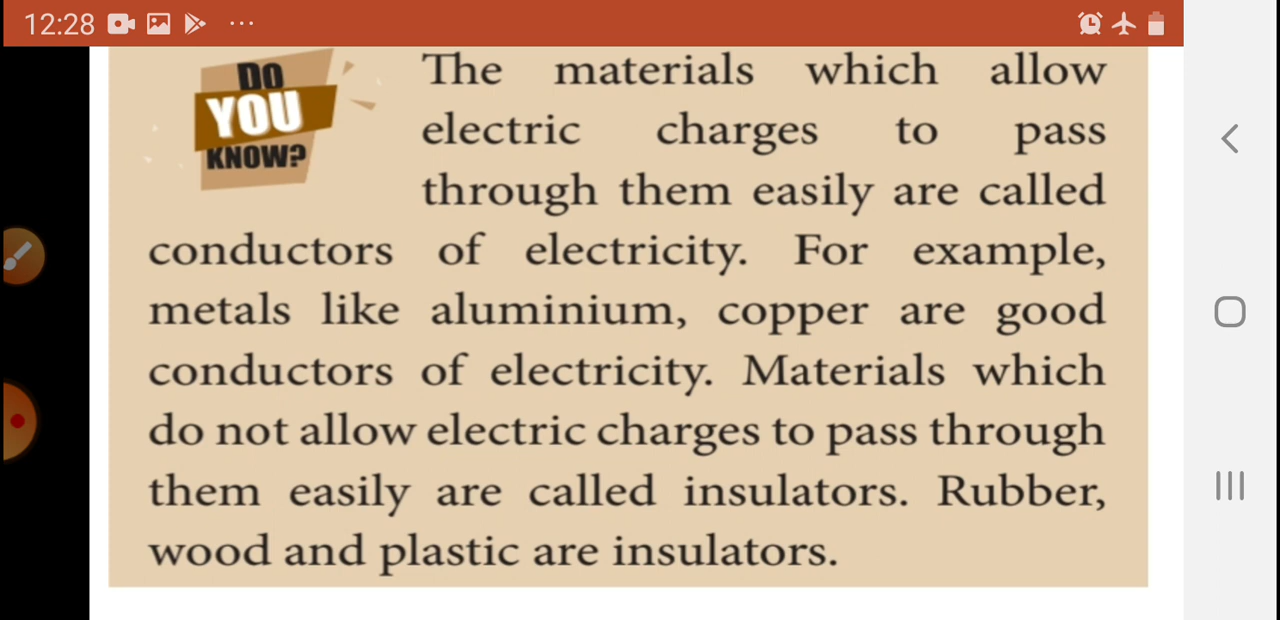 12:28
DO
YOU
KNOW?
The materials which allow
electric charges to pass
through them easily are called
conductors of electricity. For example,
metals like aluminium, copper are good
conductors of electricity. Materials which
do not allow electric charges to pass through
them easily are called insulators. Rubber,
wood and plastic are insulators.